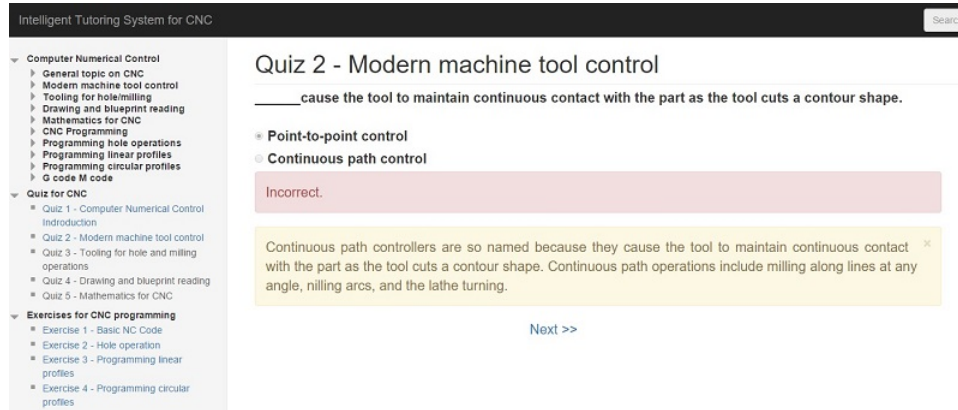 Intelligent Tutoring System for CNC
Searc
Computer Numerical Control
General topic on CNC
Modern machine tool control
Tooling for hole/milling
Drawing and blueprint reading
Mathematics for CNC
CNC Programming
Programming hole operations
Programming linear profiles
Programming circular profiles
G code M code
Quiz for CNC
Quiz 1 - Computer Numerical Control
Indroduction
Quiz 2 - Modern machine tool control
Quiz 3 - Tooling for hole and milling
operations
Quiz 4 - Drawing and blueprint reading
Quiz 5 - Mathematics for CNC
Exercises for CNC programming
Exercise 1 - Basic NC Code
Exercise 2 - Hole operation
Exercise 3 - Programming linear
profiles
Exercise 4 - Programming circular
profiles
Quiz 2 - Modern machine tool control
______cause the tool to maintain continuous contact with the part as the tool cuts a contour shape.
Point-to-point control
Continuous path control
Incorrect.
Continuous path controllers are so named because they cause the tool to maintain continuous contact ×
with the part as the tool cuts a contour shape. Continuous path operations include milling along lines at any
angle, nilling arcs, and the lathe turning.
Next >>